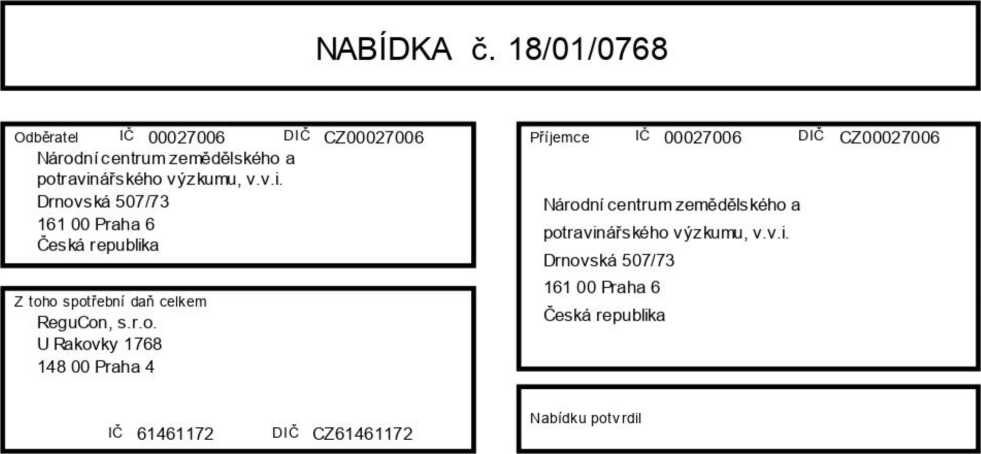 NABÍDKA č. 18/01/0768
Odběratel IČ 00027006 DIČ CZ00027006
Národní centrum zemědělského a
potravinářského výzkumu, v.v.i.
Drnovská 507/73
161 00 Praha 6
Česká republika
Z toho spotřební daň celkem
ReguCon, s.r.o.
U Rakovky 1768
148 00 Praha 4
IČ 61461172 DIČ CZ61461172
Příjemce IČ 00027006 DIČ CZ00027006
Národní centrum zemědělského a
potravinářského výzkumu, v.v.i.
Drnovská 507/73
161 00 Praha 6
Česká republika
Nabídku potvrdil